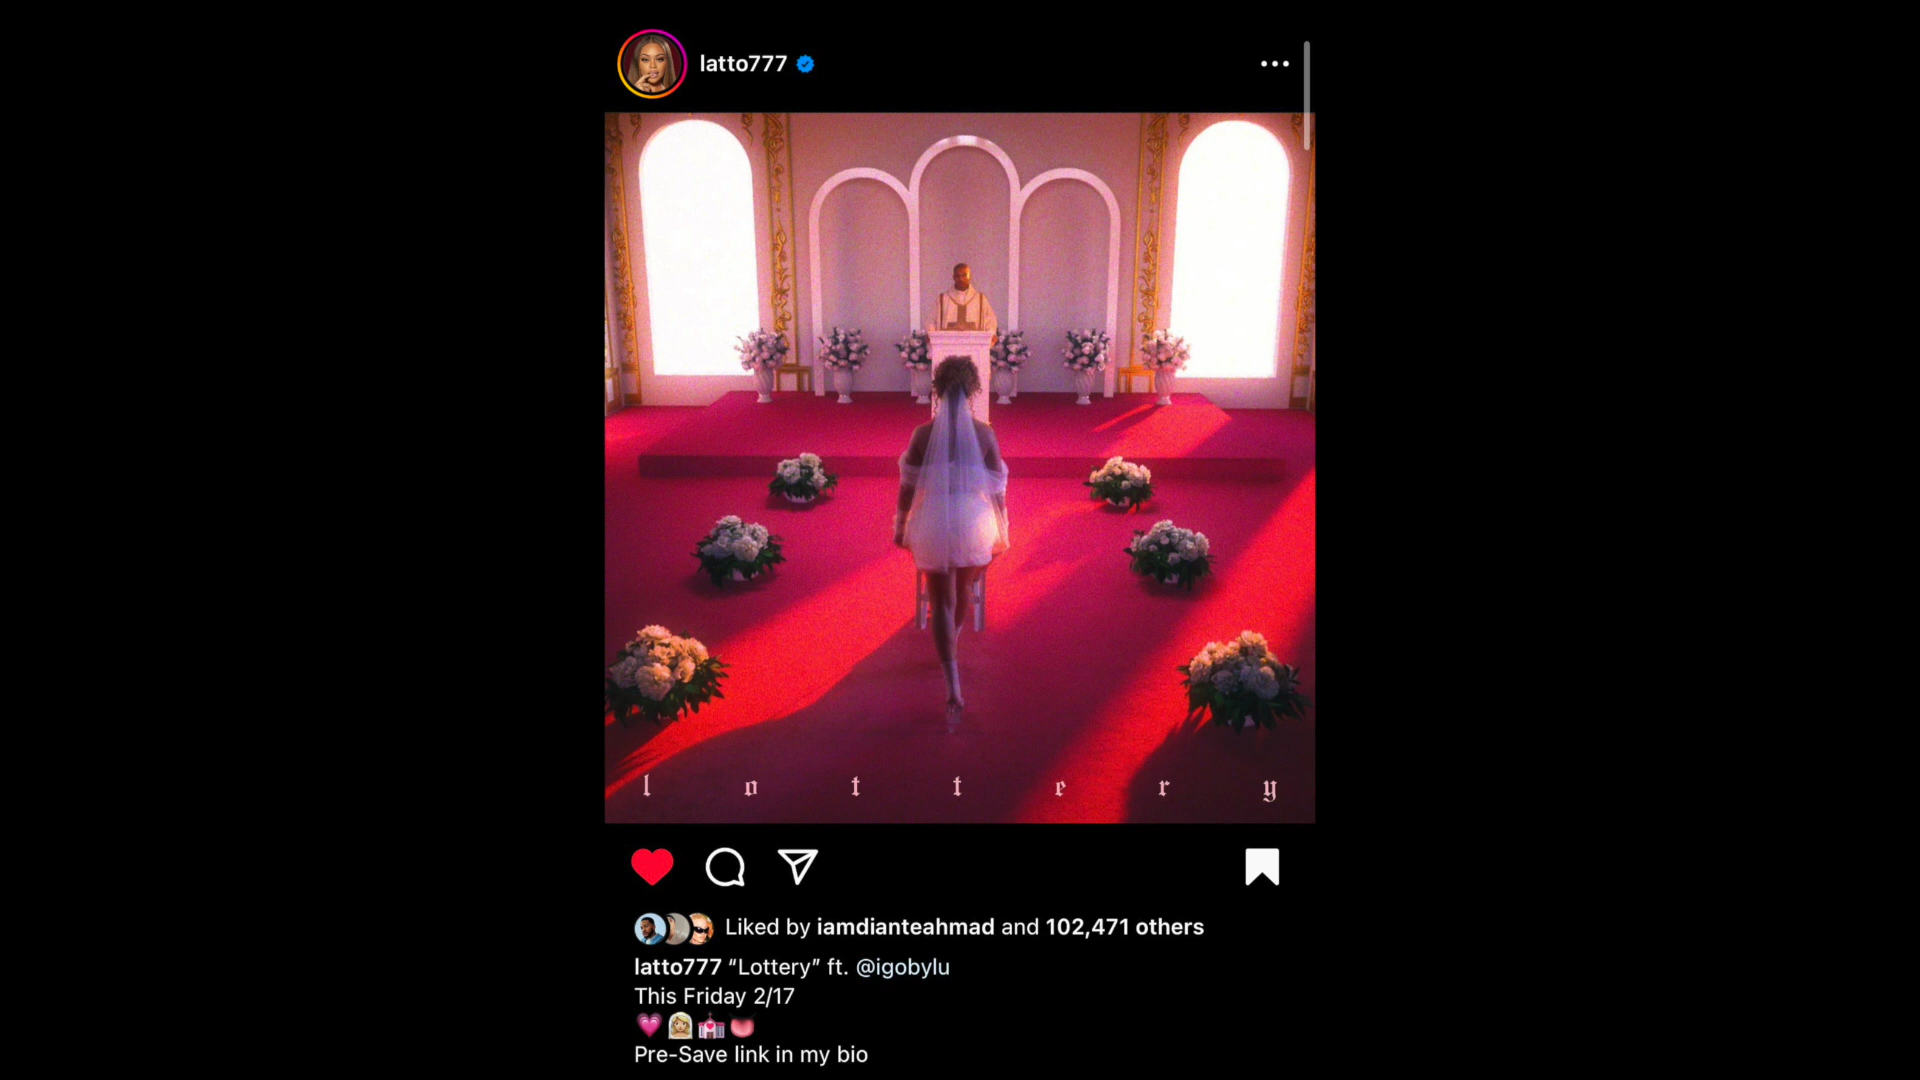 latto777
l o t t e r y
Liked by iamdianteahmad and 102,471 others
latto777 “Lottery” ft. @igobylu
This Friday 2/17
💗👰🏼💒👅
Pre-Save link in my bio